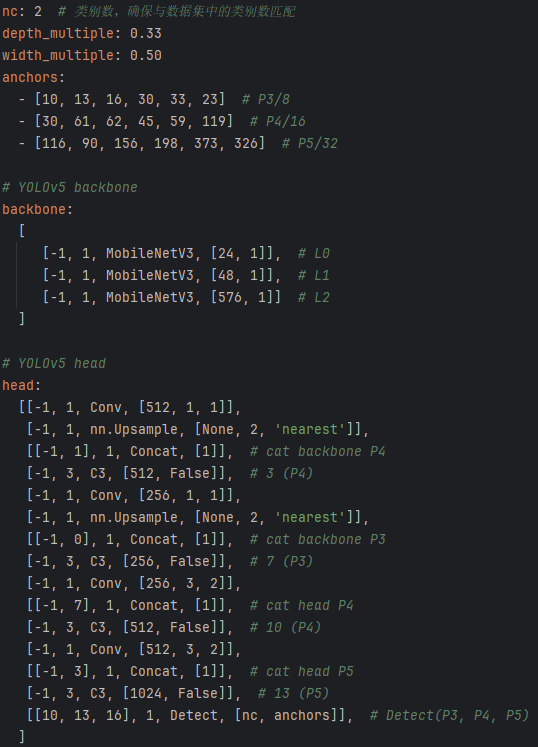 nc: 2  # 类别数，确保与数据集中的类别数匹配
depth_multiple: 0.33
width_multiple: 0.50
anchors:
  - [10, 13, 16, 30, 33, 23]  # P3/8
  - [30, 61, 62, 45, 59, 119]  # P4/16
  - [116, 90, 156, 198, 373, 326]  # P5/32

# YOLOv5 backbone
backbone:
  [
     [-1, 1, MobileNetV3, [24, 1]],  # L0
     [-1, 1, MobileNetV3, [48, 1]],  # L1
     [-1, 1, MobileNetV3, [576, 1]]  # L2
  ]

# YOLOv5 head
head:
  [[-1, 1, Conv, [512, 1, 1]],
   [-1, 1, nn.Upsample, [None, 2, 'nearest']],
   [[-1, 1], 1, Concat, [1]],  # cat backbone P4
   [-1, 3, C3, [512, False]],  # 3 (P4)
   [-1, 1, Conv, [256, 1, 1]],
   [-1, 1, nn.Upsample, [None, 2, 'nearest']],
   [[-1, 0], 1, Concat, [1]],  # cat backbone P3
   [-1, 3, C3, [256, False]],  # 7 (P3)
   [-1, 1, Conv, [256, 3, 2]],
   [[-1, 7], 1, Concat, [1]],  # cat head P4
   [-1, 3, C3, [512, False]],  # 10 (P4)
   [-1, 1, Conv, [512, 3, 2]],
   [[-1, 3], 1, Concat, [1]],  # cat head P5
   [-1, 3, C3, [1024, False]],  # 13 (P5)
   [[10, 13, 16], 1, Detect, [nc, anchors]],  # Detect(P3, P4, P5)
  ]